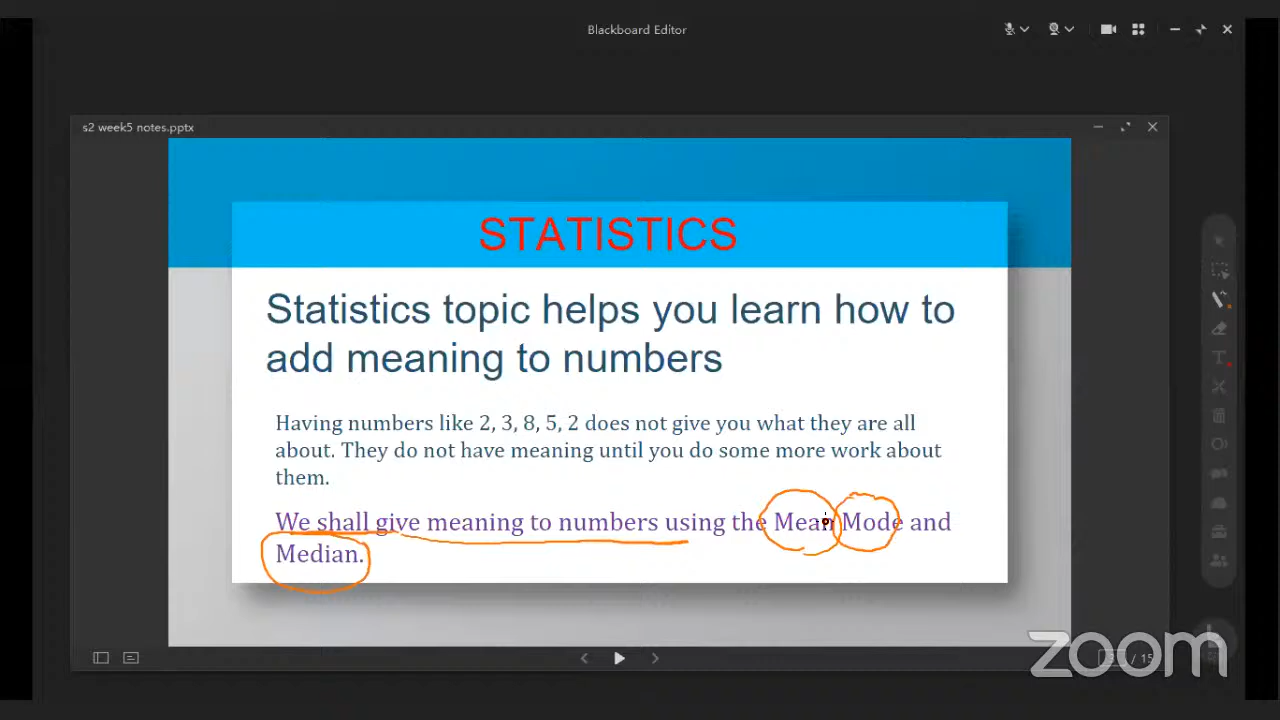 Blackboard Editor
s2 week5 notes.pptx
STATISTICS
Statistics topic helps you learn how to
add meaning to numbers
Having numbers like 2, 3, 8, 5, 2 does not give you what they are all
about. They do not have meaning until you do some more work about
them.
We shall give meaning to numbers using the Mean Mode and
Median.
/ 15
zoom